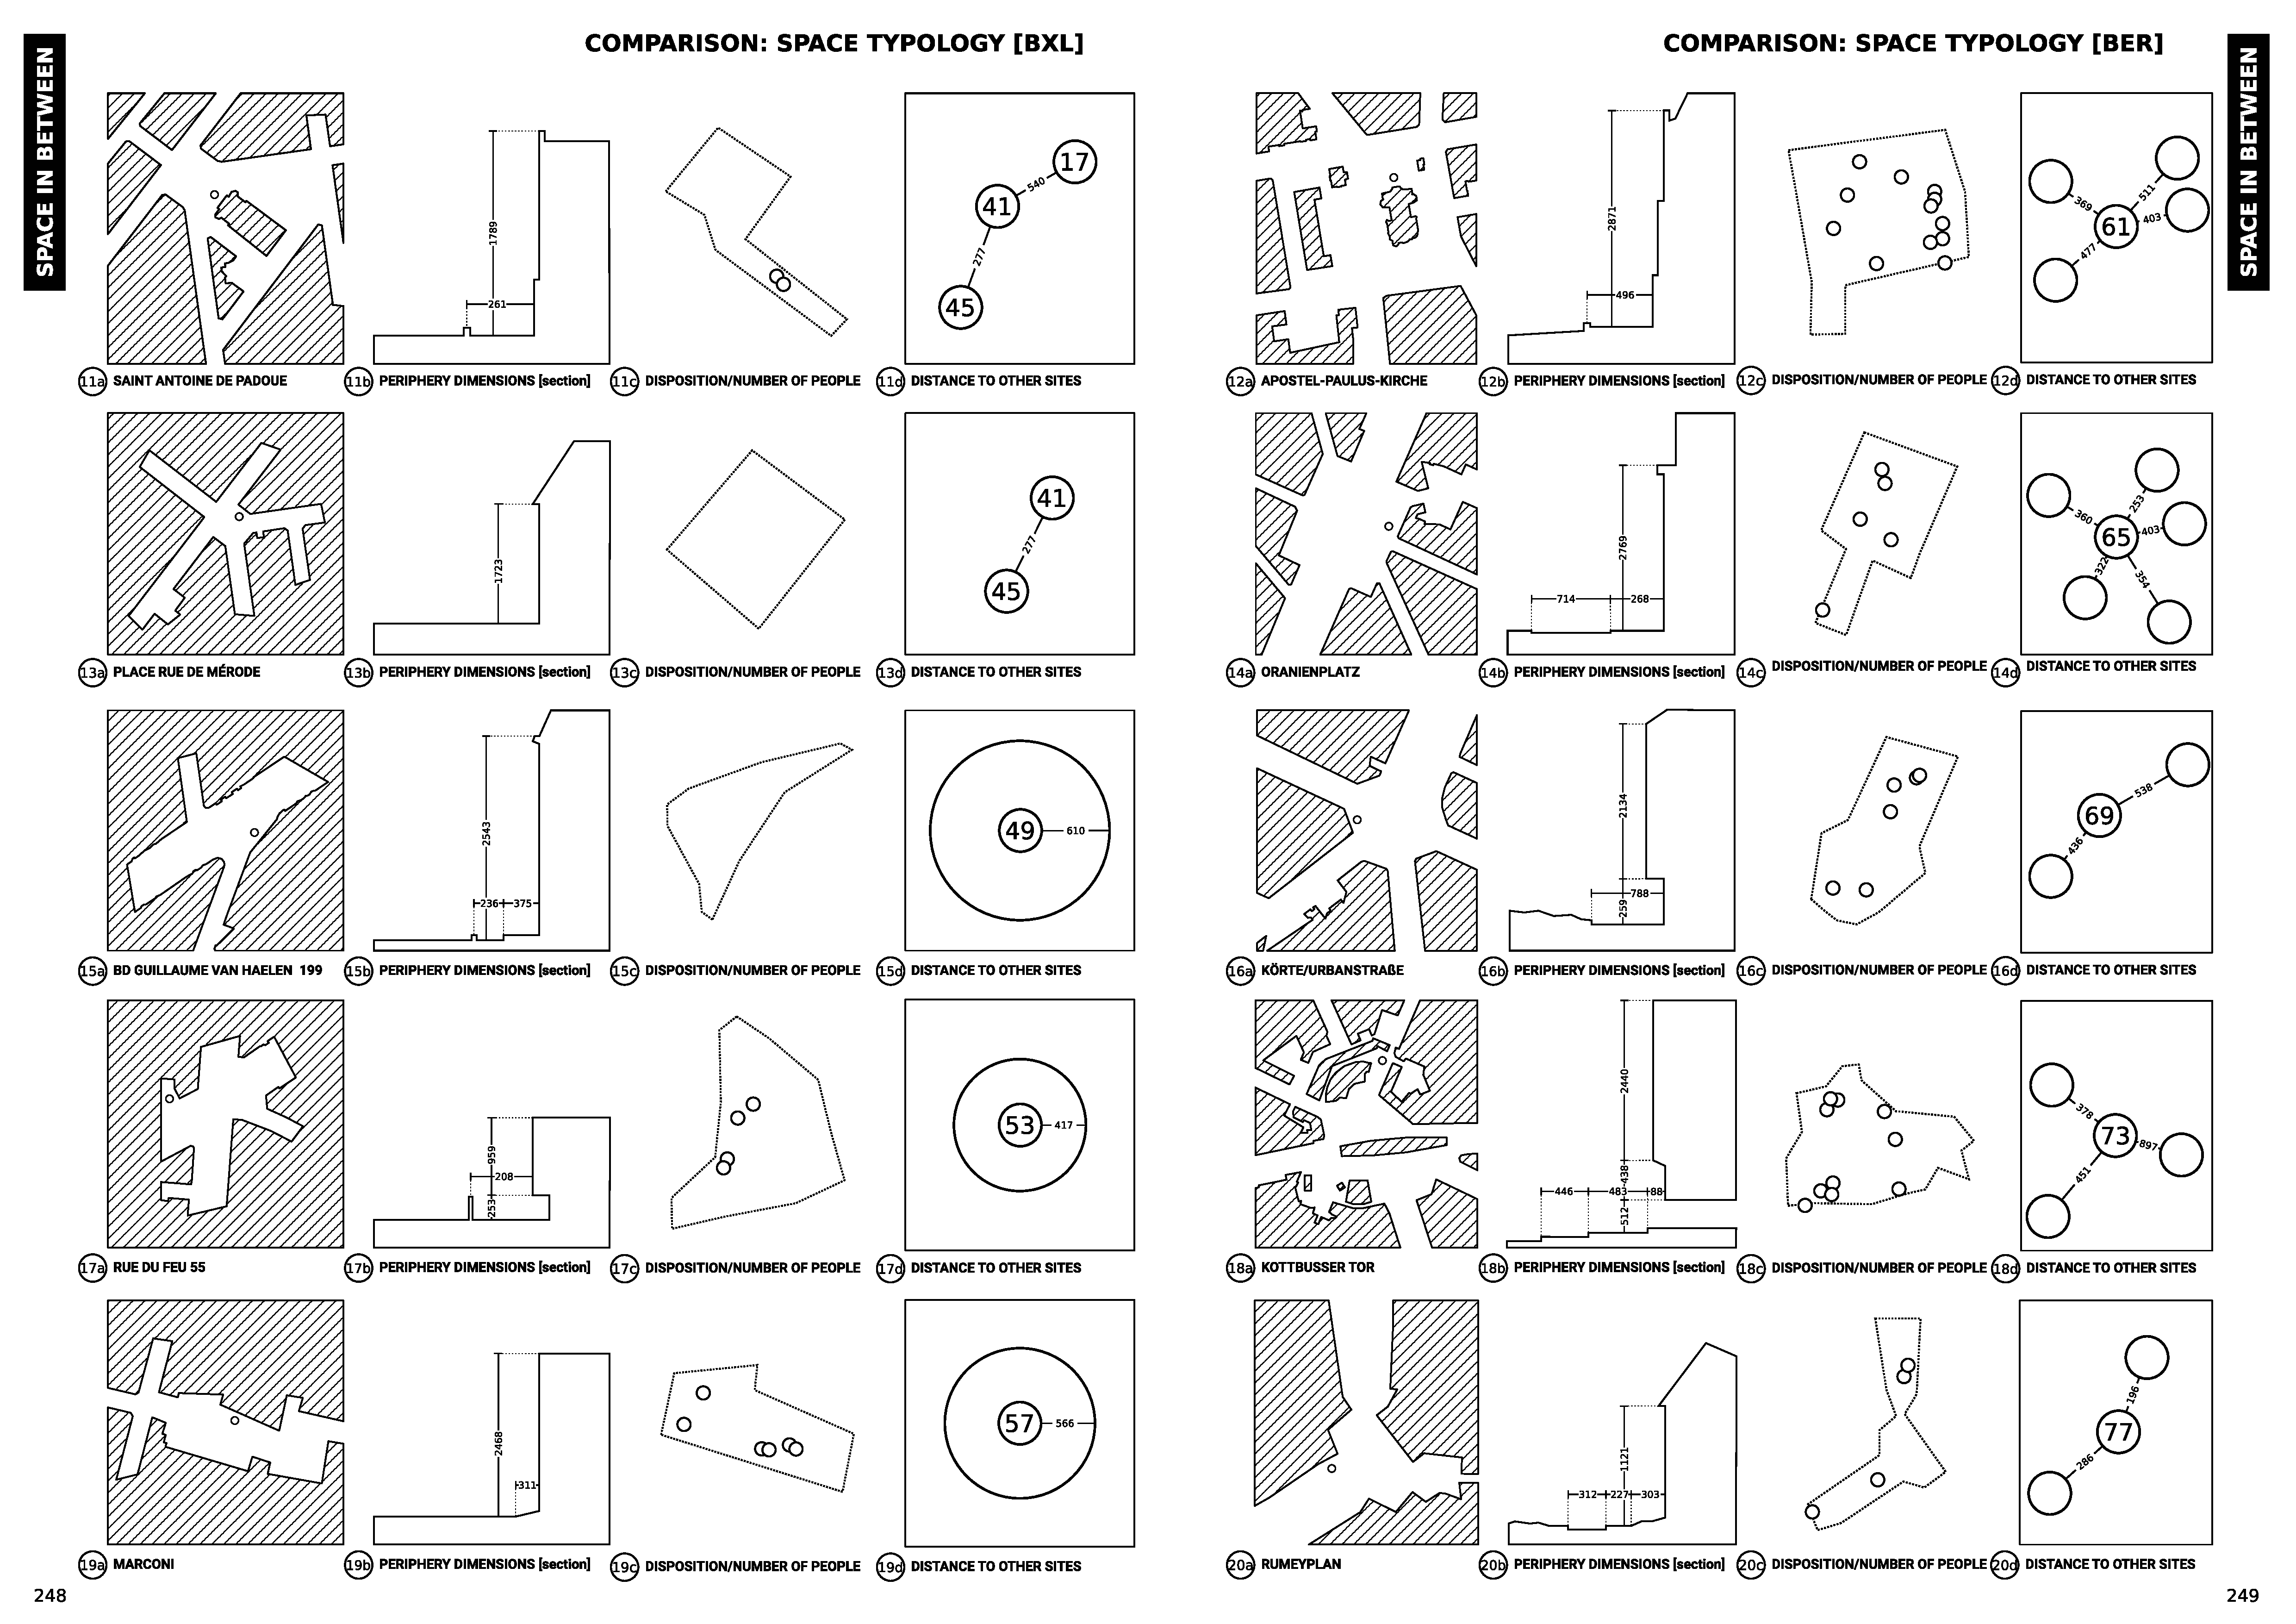 COMPARISON: SPACE TYPOLOGY [BXL]
SPACE IN BETWEEN
1789
261
540
277
41
17
45
11a SAINT ANTOINE DE PADOUE
11b PERIPHERY DIMENSIONS [section]
11c DISPOSITION/NUMBER OF PEOPLE
11d DISTANCE TO OTHER SITES
1723
41
277
45
13a PLACE RUE DE MÉRODE
13b PERIPHERY DIMENSIONS [section]
13c DISPOSITION/NUMBER OF PEOPLE
13d DISTANCE TO OTHER SITES
2543
236
375
49
610
15a BD GUILLAUME VAN HAELEN 199
15b PERIPHERY DIMENSIONS [section]
15c DISPOSITION/NUMBER OF PEOPLE
15d DISTANCE TO OTHER SITES
959
208
253
53
417
17a RUE DU FEU 55
17b PERIPHERY DIMENSIONS [section]
17c DISPOSITION/NUMBER OF PEOPLE
17d DISTANCE TO OTHER SITES
2468
311
57
566
19a MARCONI
19b PERIPHERY DIMENSIONS [section]
19c DISPOSITION/NUMBER OF PEOPLE
19d DISTANCE TO OTHER SITES
248
COMPARISON: SPACE TYPOLOGY [BER]
SPACE IN BETWEEN
2871
496
369
511
403
61
477
12a APOSTEL-PAULUS-KIRCHE
12b PERIPHERY DIMENSIONS [section]
12c DISPOSITION/NUMBER OF PEOPLE
12d DISTANCE TO OTHER SITES
2769
714
268
253
360
403
65
322
354
14a ORANIENPLATZ
14b PERIPHERY DIMENSIONS [section]
14c DISPOSITION/NUMBER OF PEOPLE
14d DISTANCE TO OTHER SITES
2134
788
259
538
69
436
16a KÖRTE/URBANSTRAßE
16b PERIPHERY DIMENSIONS [section]
16c DISPOSITION/NUMBER OF PEOPLE
16d DISTANCE TO OTHER SITES
2440
438
446
483
88
512
378
73
897
451
18a KOTTBUSSER TOR
18b PERIPHERY DIMENSIONS [section]
18c DISPOSITION/NUMBER OF PEOPLE
18d DISTANCE TO OTHER SITES
1121
312
227
303
196
77
286
20a RUMEYPLAN
20b PERIPHERY DIMENSIONS [section]
20c DISPOSITION/NUMBER OF PEOPLE
20d DISTANCE TO OTHER SITES
249